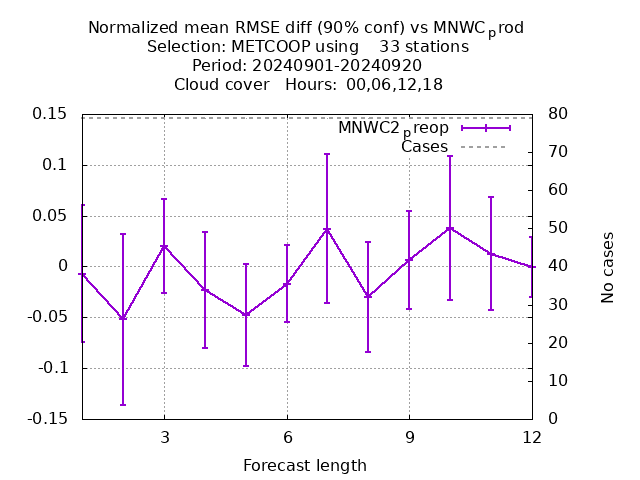 Normalized mean RMSE diff (90% conf) vs MNWCprod
Selection: METCOOP using    33 stations
Period: 20240901-20240920
Cloud cover   Hours:  00,06,12,18
MNWC2preop
Cases
0.15
0.1
0.05
0
-0.05
-0.1
-0.15
80
70
60
50
40
30
20
10
0
No cases
3
6
9
12
Forecast length